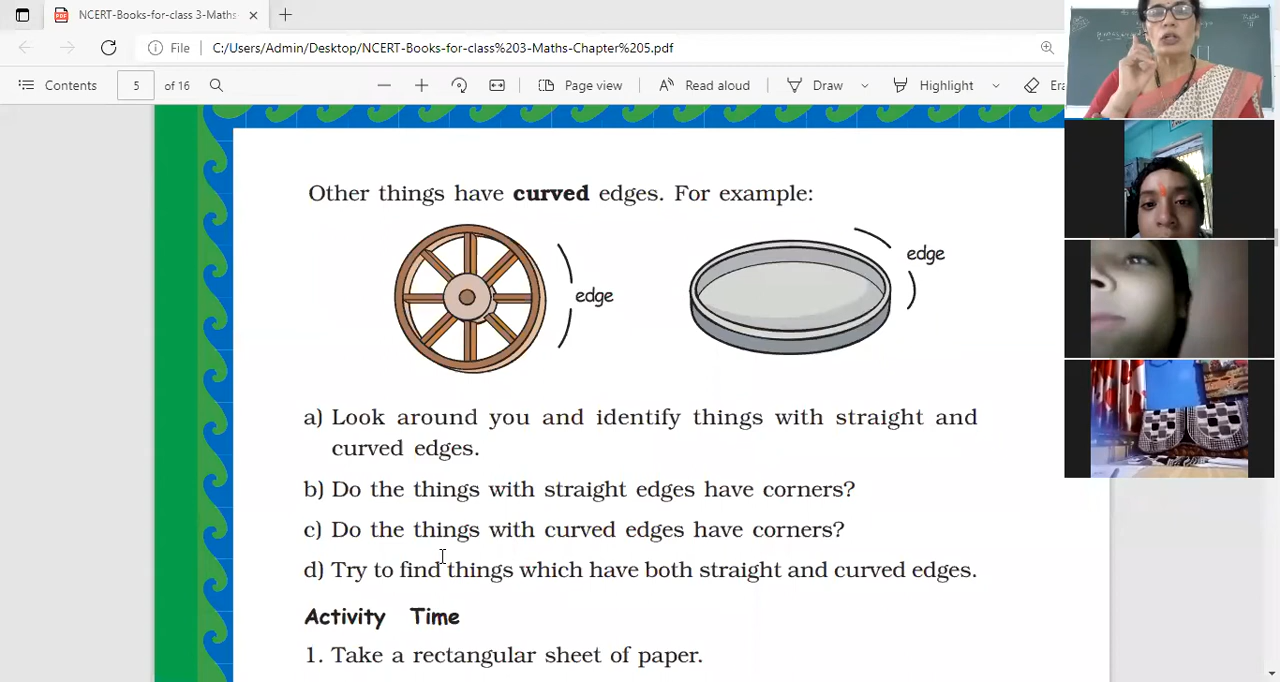 NCERT-Books-for-class 3-Maths
File C:/Users/Admin/Desktop/NCERT-Books-for-class%203-Maths-Chapter%205.pdf
Contents 5 of 16 Page view Read aloud Draw Highlight Era
Other things have curved edges. For example:
edge
edge
a) Look around you and identify things with straight and
curved edges.
b) Do the things with straight edges have corners?
c) Do the things with curved edges have corners?
d) Try to find things which have both straight and curved edges.
Activity Time
1. Take a rectangular sheet of paper.